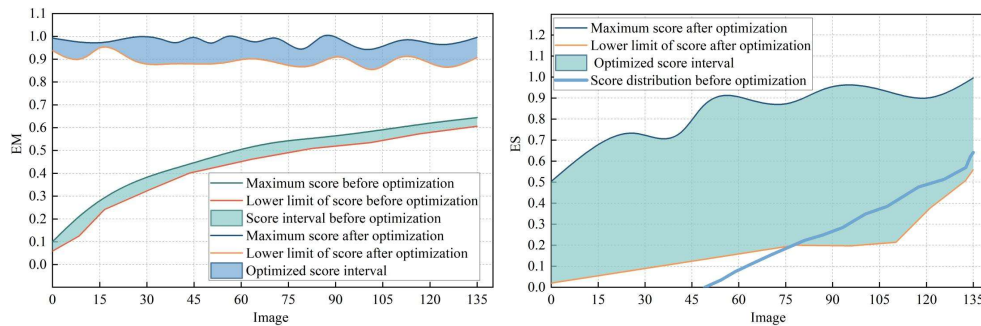 1.1
1.0
0.9
0.8
0.7
0.6
0.5
0.4
0.3
0.2
0.1
0.0
EM
Maximum score before optimization
Lower limit of score before optimization
Score interval before optimization
Maximum score after optimization
Lower limit of score after optimization
Optimized score interval
0 15 30 45 60 75 90 105 120 135
Image
1.2
1.1
1.0
0.9
0.8
0.7
0.6
0.5
0.4
0.3
0.2
0.1
0.0
ES
Maximum score after optimization
Lower limit of score after optimization
Optimized score interval
Score distribution before optimization
0 15 30 45 60 75 90 105 120 135
Image